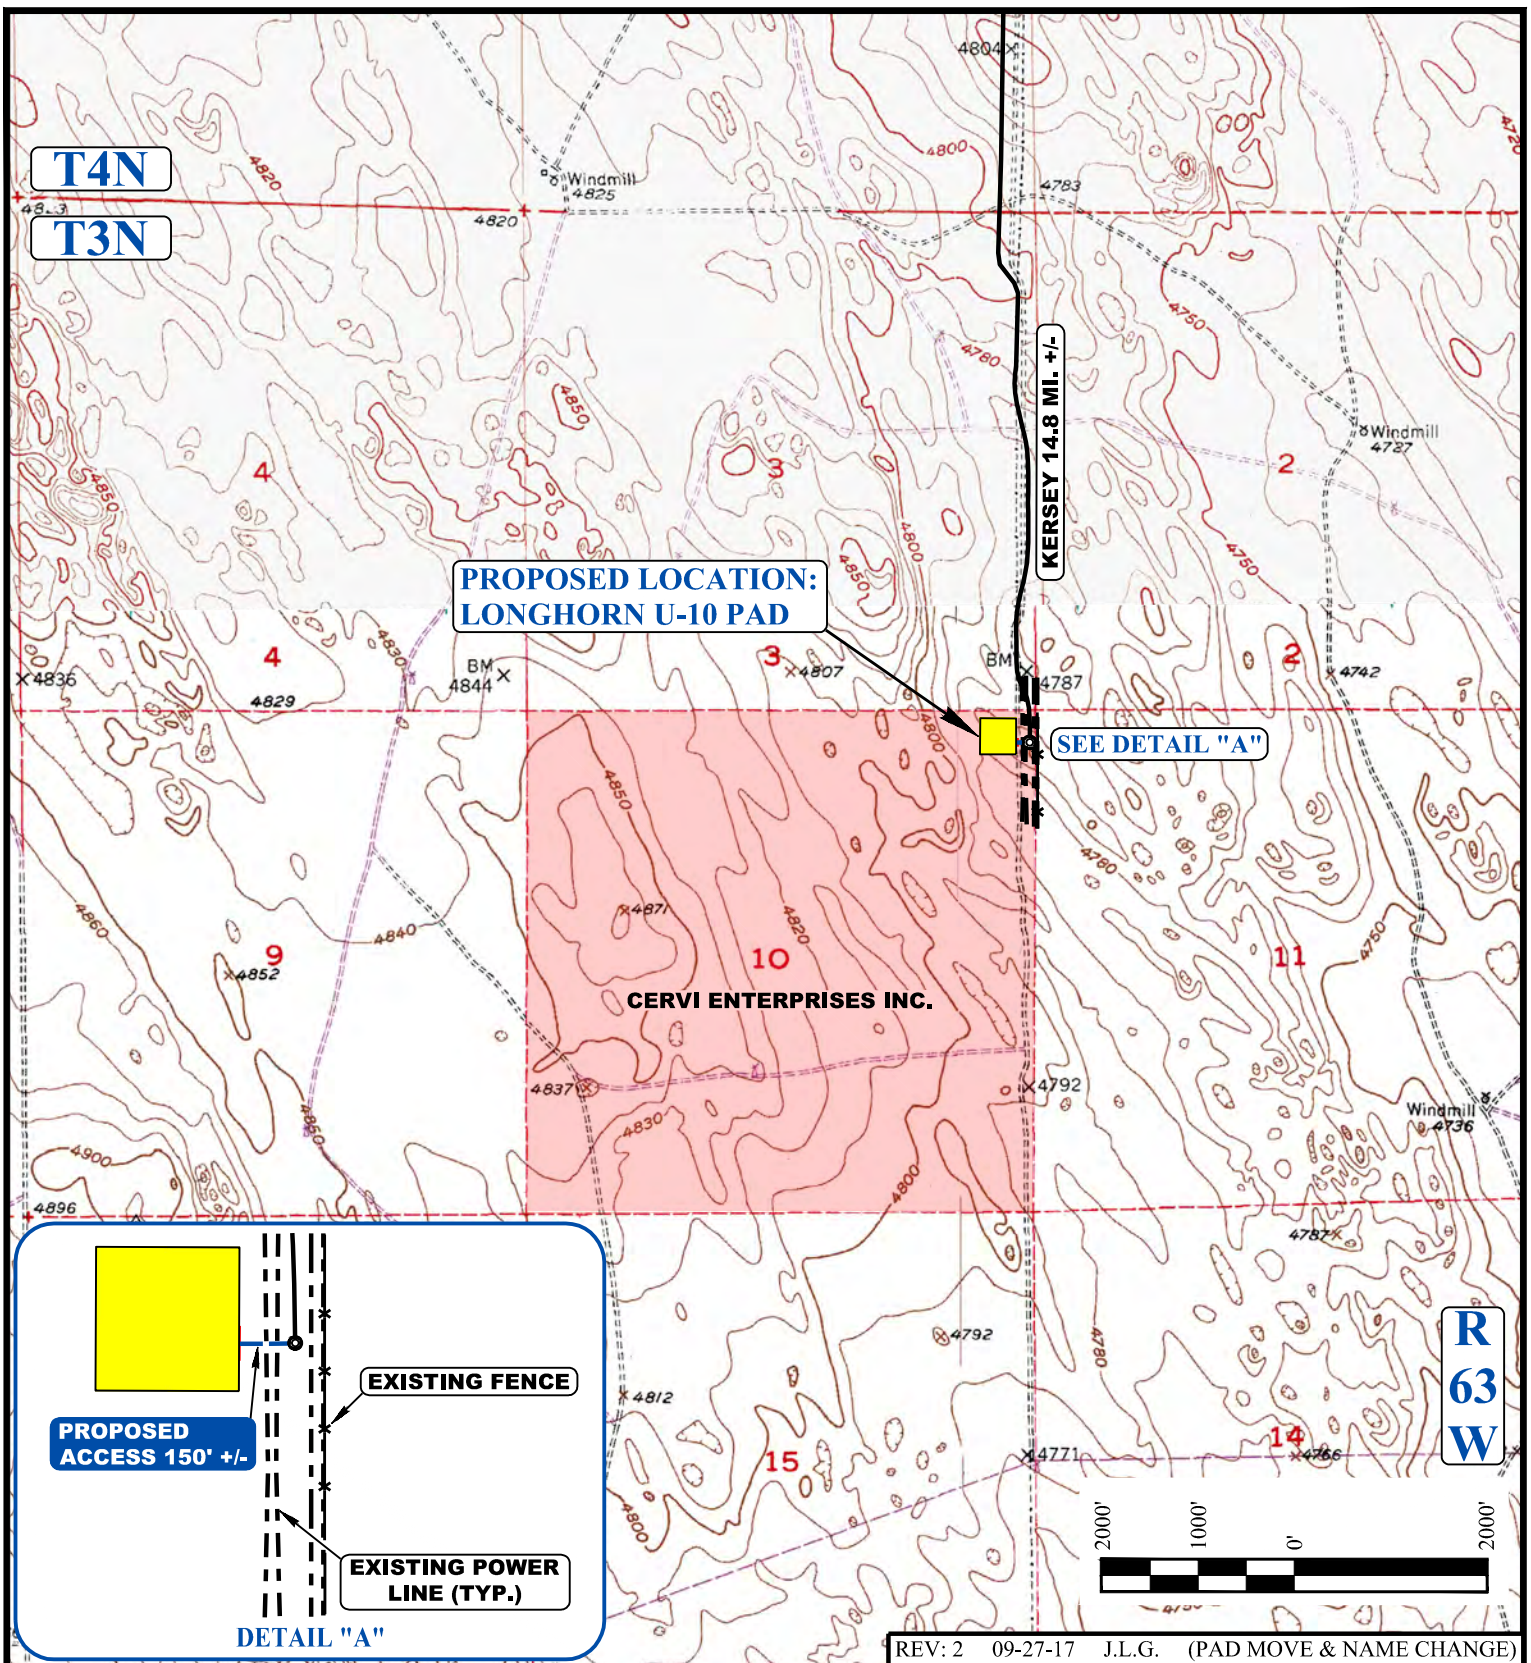 4804
4800
4720
T4N
4820
Windmill
4825
4783
4820
T3N
4750
4780
KERSEY 14.8 MI. +/-
4850
Windmill
4727
4
3
2
4850
4800
4750
4850
PROPOSED LOCATION:
LONGHORN U-10 PAD
4
4830
BM
4844
3
4807
BM
4787
2
4742
4836
4829
4800
SEE DETAIL "A"
4850
4780
4860
4871
4820
4840
4750
9
4852
10
11
CERVI ENTERPRISES INC.
4837
4792
4830
Windmill
4736
4850
4900
4800
4896
4787
4792
4780
R
63
W
EXISTING FENCE
4812
PROPOSED
ACCESS 150' +/-
15
4771
14
4766
4800
2000'
1000'
0'
2000'
EXISTING POWER
LINE (TYP.)
DETAIL "A"
REV: 2 09-27-17 J.L.G. (PAD MOVE & NAME CHANGE)